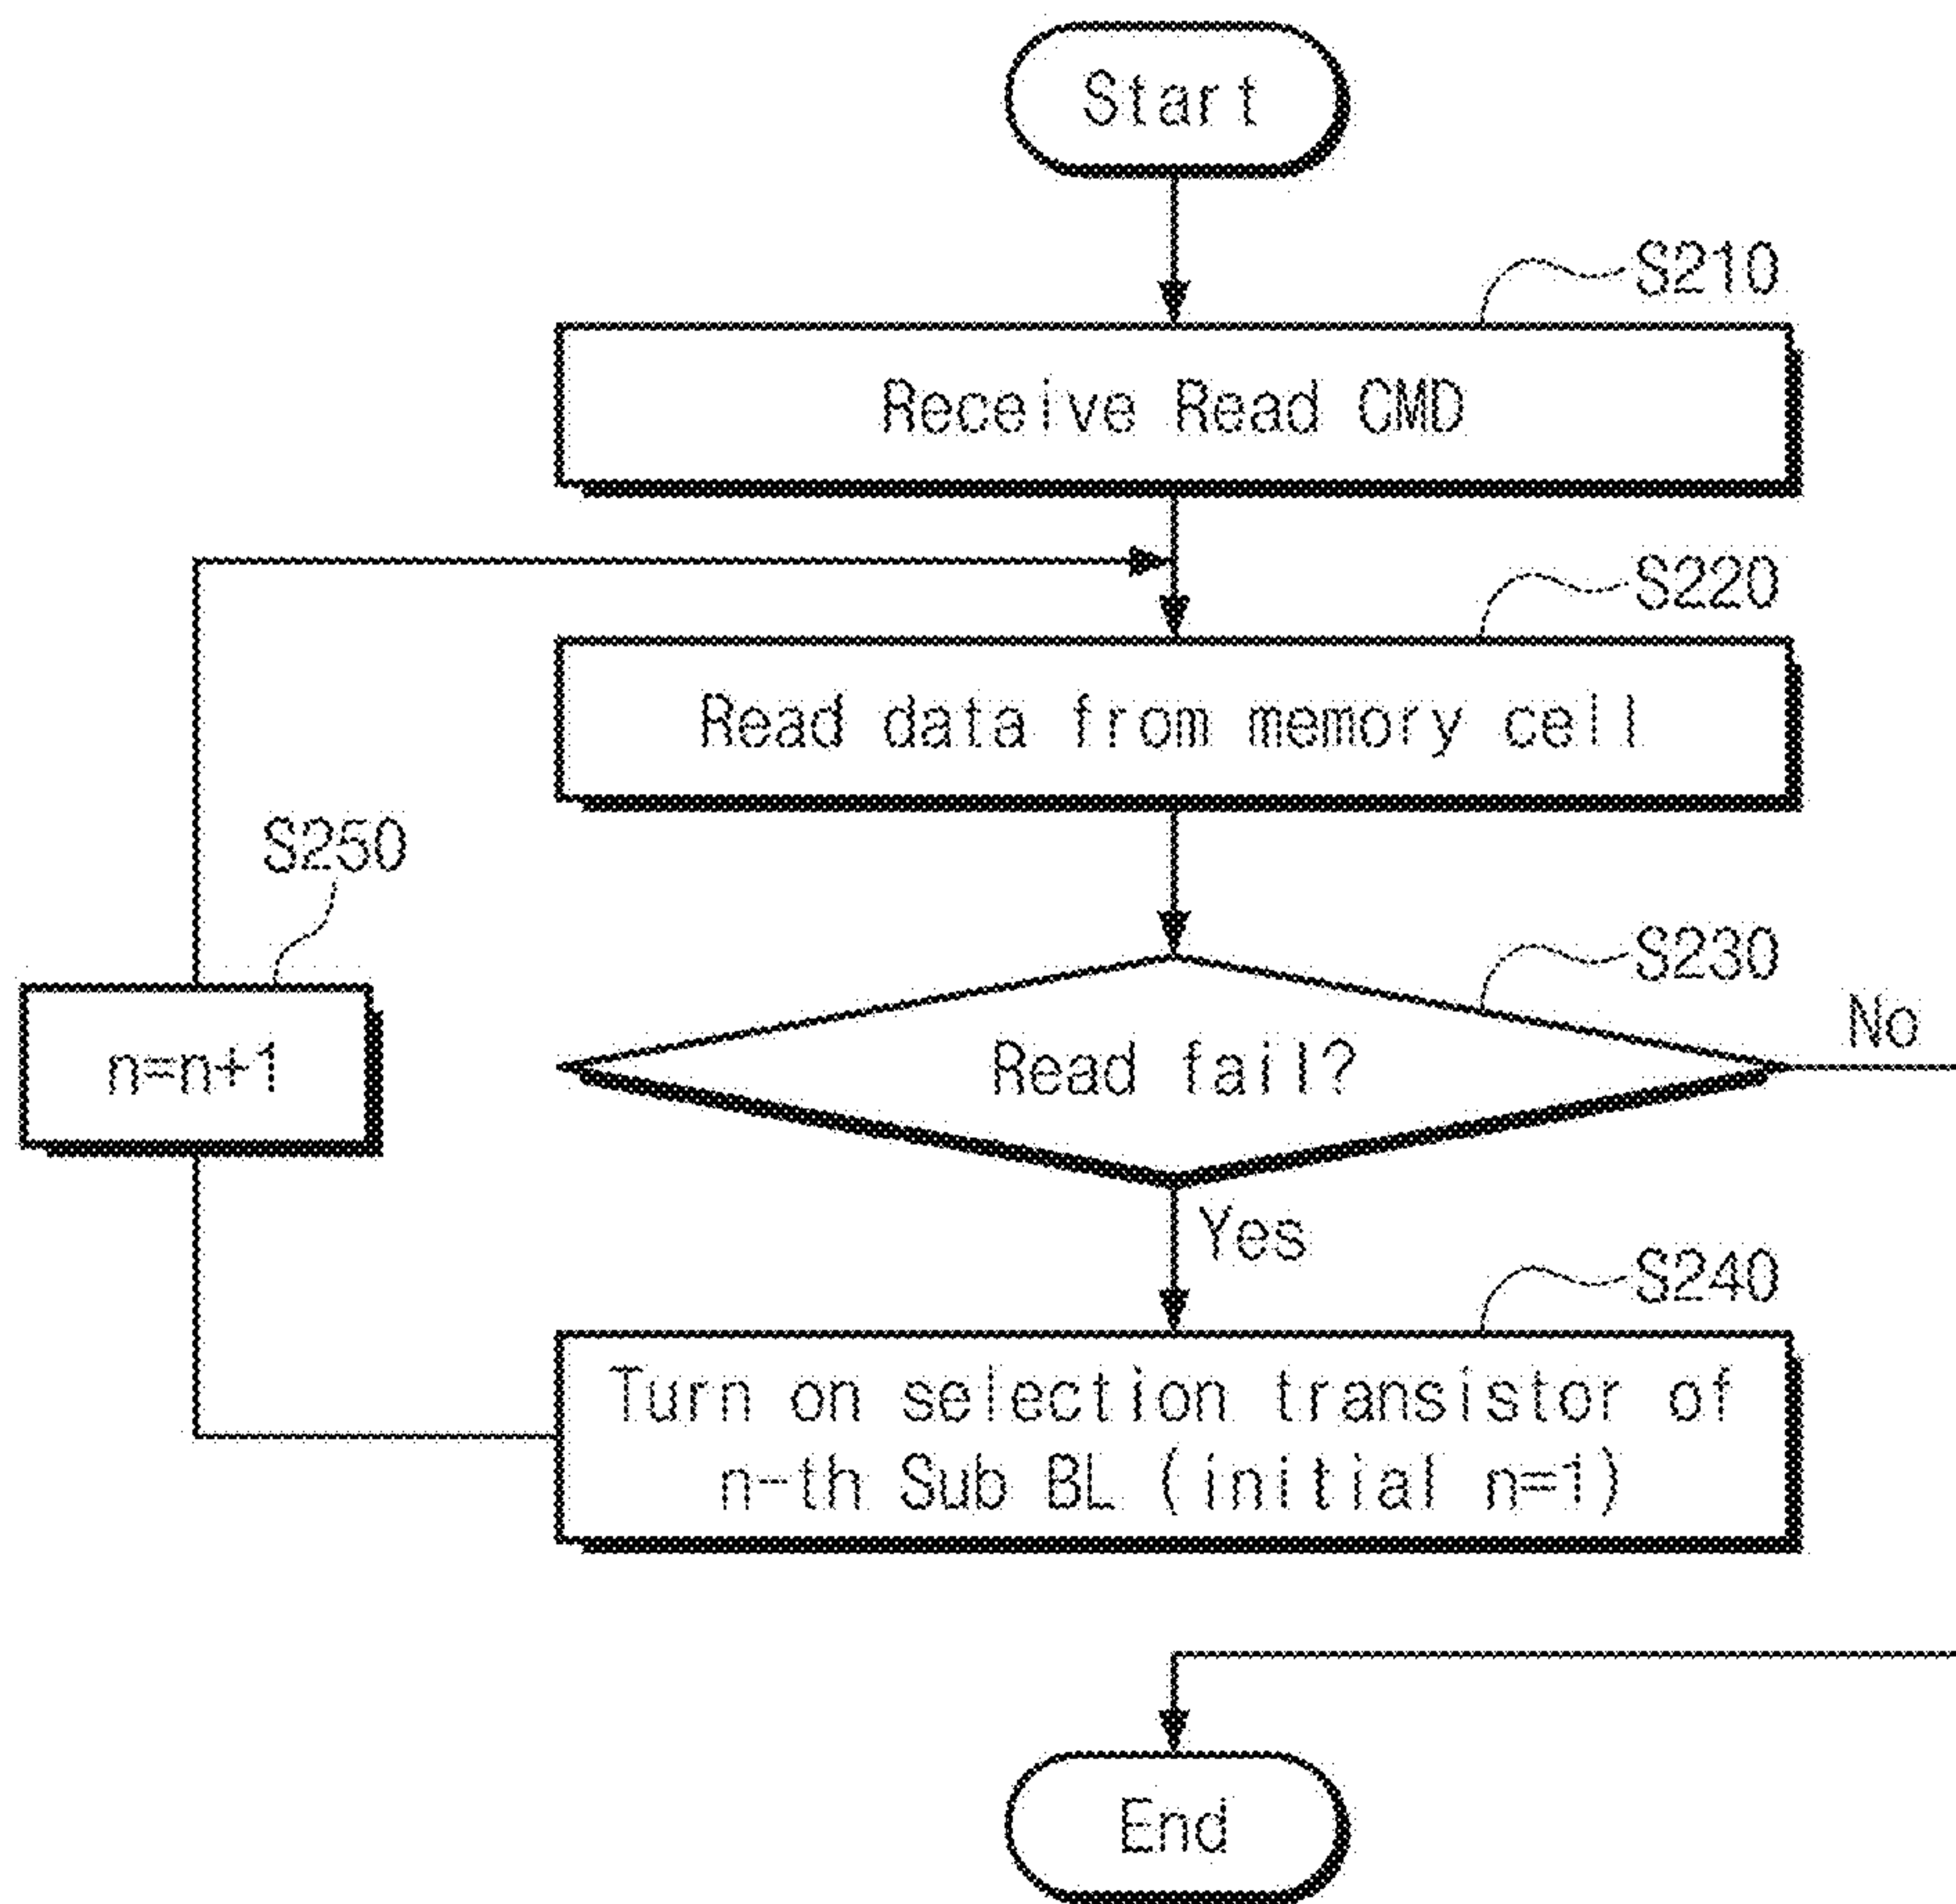 Start
S210
Receive Read CMD
S220
Read data from memory cell
S250
S230
No
n=n+1
Read fail?
Yes
S240
Turn on selection transistor of
n-th Sub BL (initial n=1)
End